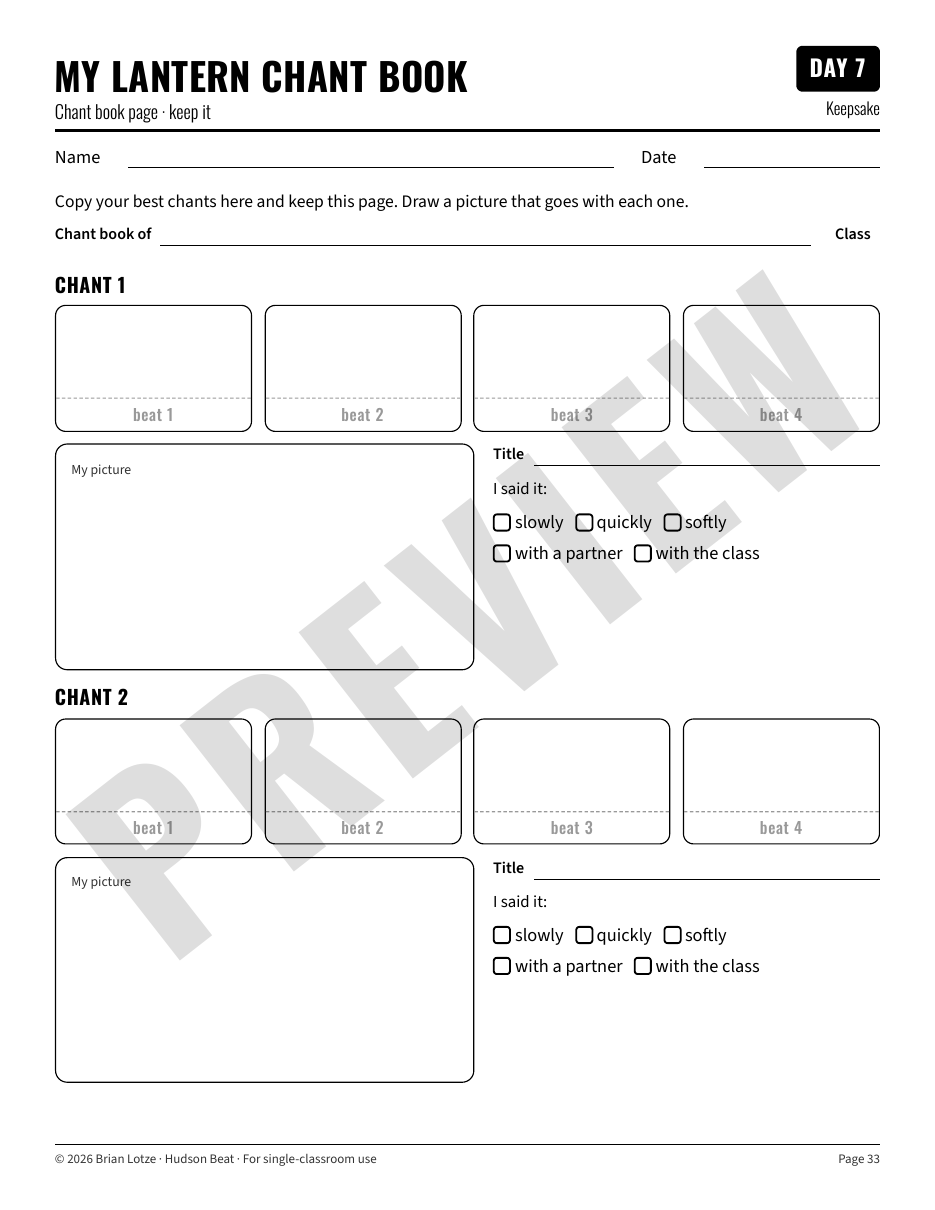 MY LANTERN CHANT BOOK
DAY 7
Chant book page · keep it
Keepsake
Name
Date
Copy your best chants here and keep this page. Draw a picture that goes with each one.
Chant book of
Class
CHANT 1
beat 1
beat 2
beat 3
beat 4
My picture
Title
I said it:
slowly quickly softly
with a partner with the class
CHANT 2
beat 1
beat 2
beat 3
beat 4
My picture
Title
I said it:
slowly quickly softly
with a partner with the class
PREVIEW
© 2026 Brian Lotze · Hudson Beat · For single-classroom use
Page 33